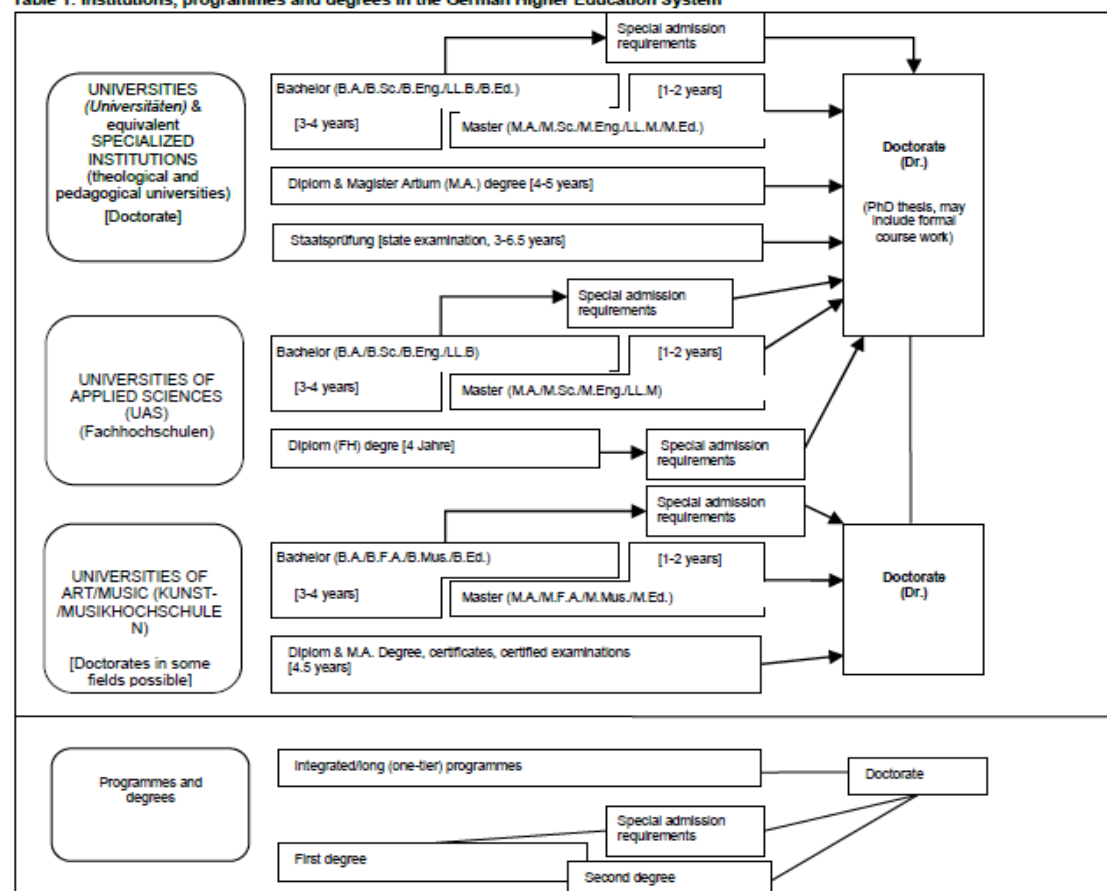 Table 1: Institutions, programmes and degrees in the German Higher Education System
Special admission
requirements
UNIVERSITIES
(Universitäten) &
equivalent
SPECIALIZED
INSTITUTIONS
(theological and
pedagogical universities)
[Doctorate]
Bachelor (B.A./B.Sc./B.Eng./LL.B./B.Ed.)
[3-4 years]
[1-2 years]
Master (M.A./M.Sc./M.Eng./LL.M./M.Ed.)
Diplom & Magister Artium (M.A.) degree [4-5 years]
Staatsprüfung [state examination, 3-6.5 years]
Doctorate
(Dr.)
(PhD thesis, may
include formal
course work)
Special admission
requirements
UNIVERSITIES OF
APPLIED SCIENCES
(UAS)
(Fachhochschulen)
Bachelor (B.A./B.Sc./B.Eng./LL.B)
[3-4 years]
[1-2 years]
Master (M.A./M.Sc./M.Eng./LL.M)
Diplom (FH) degre [4 Jahre]
Special admission
requirements
Special admission
requirements
UNIVERSITIES OF
ART/MUSIC (KUNST-
/MUSIKHOCHSCHULE
N)
[Doctorates in some
fields possible]
Bachelor (B.A./B.F.A./B.Mus./B.Ed.)
[3-4 years]
[1-2 years]
Master (M.A./M.F.A./M.Mus./M.Ed.)
Diplom & M.A. Degree, certificates, certified examinations
[4.5 years]
Doctorate
(Dr.)
Programmes and
degrees
Integrated/long (one-tier) programmes
Doctorate
Special admission
requirements
First degree
Second degree